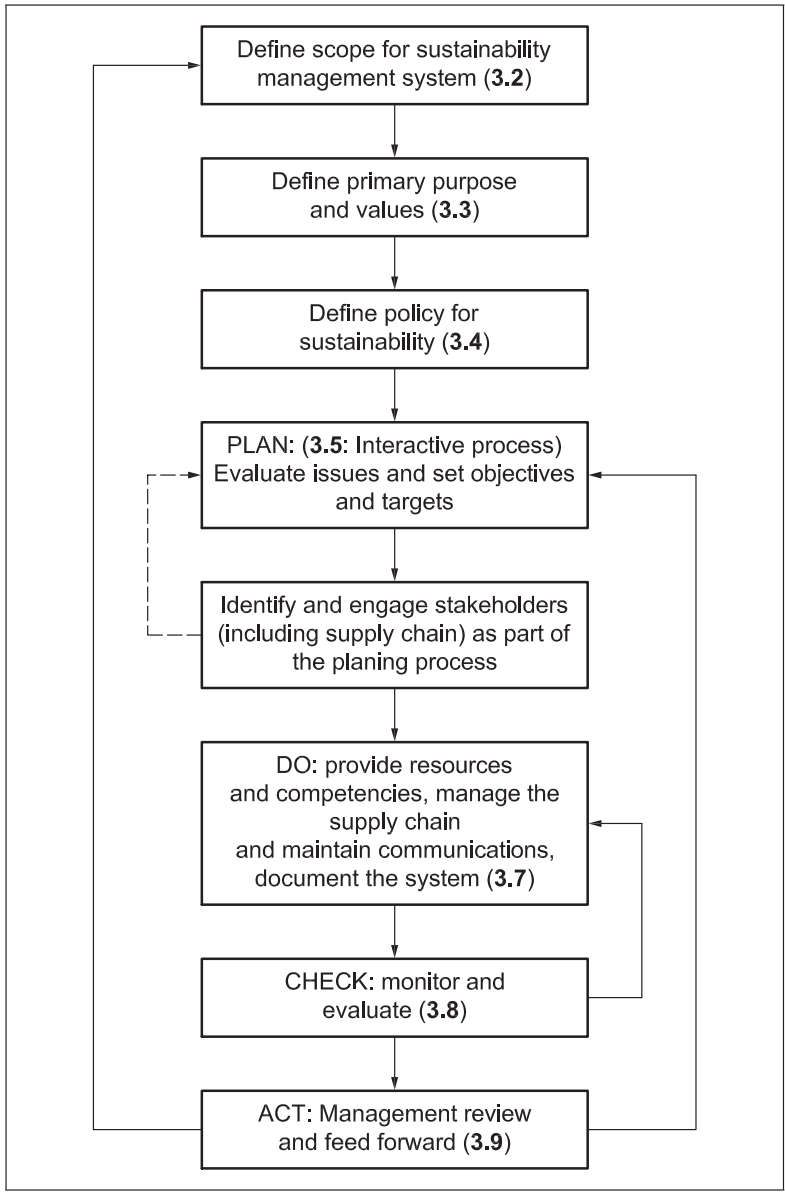 Define scope for sustainability
management system (3.2)
Define primary purpose
and values (3.3)
Define policy for
sustainability (3.4)
PLAN: (3.5: Interactive process)
Evaluate issues and set objectives
and targets
Identify and engage stakeholders
(including supply chain) as part of
the planing process
DO: provide resources
and competencies, manage the
supply chain
and maintain communications,
document the system (3.7)
CHECK: monitor and
evaluate (3.8)
ACT: Management review
and feed forward (3.9)